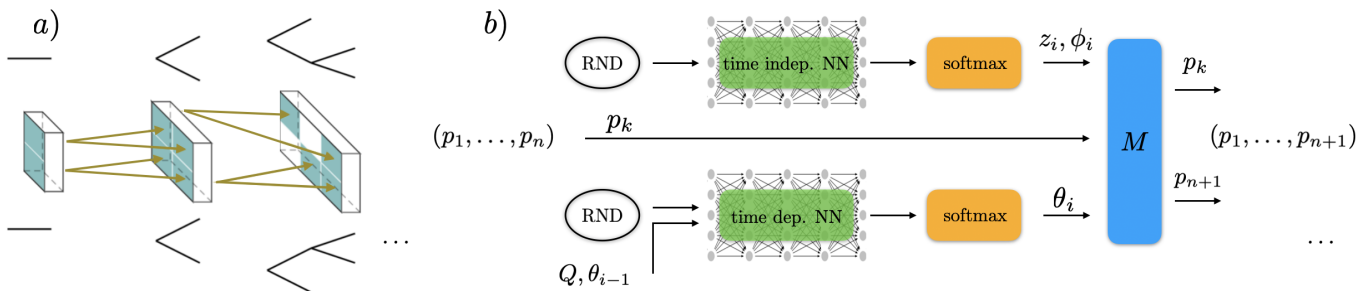 a)
. . .
b)
RND
time indep. NN
softmax
z_i, ϕ_i
(p_1, . . . , p_n)
p_k
M
p_k
(p_1, . . . , p_{n+1})
p_{n+1}
RND
time dep. NN
softmax
θ_i
Q, θ_{i−1}
. . .